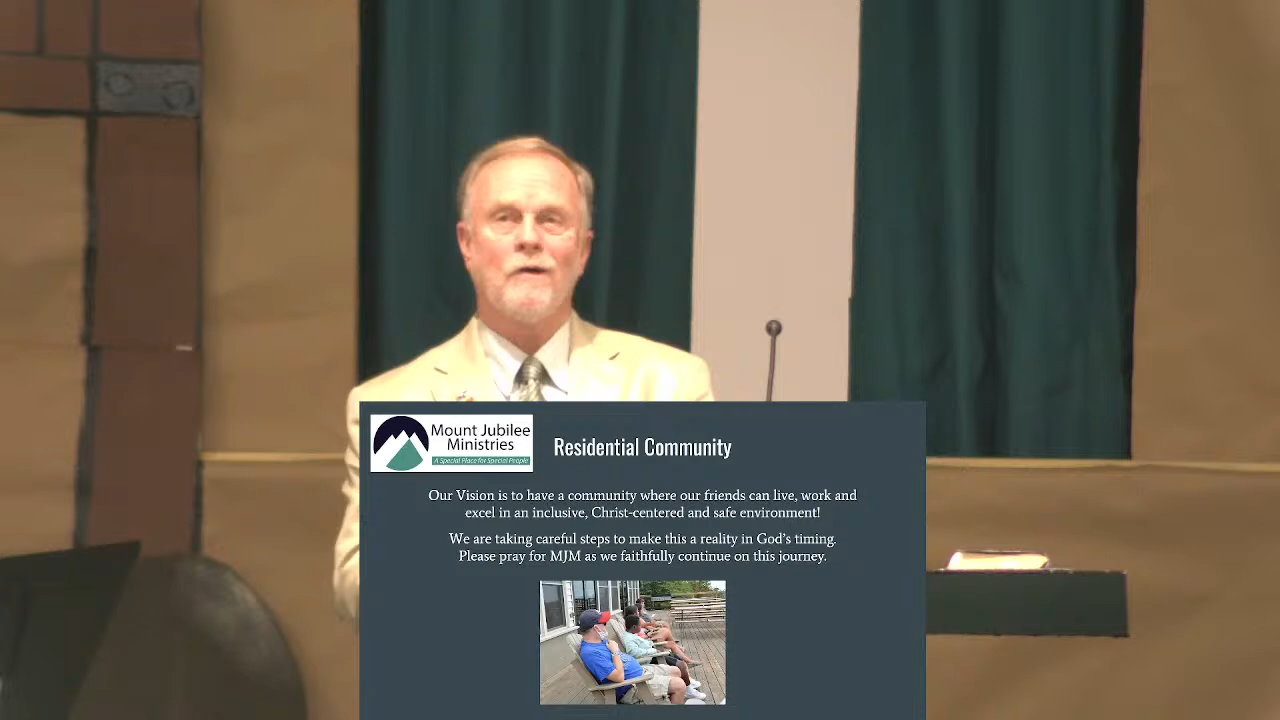 Mount Jubilee
Ministries
A Special Place for Special People
Residential Community
Our Vision is to have a community where our friends can live, work and
excel in an inclusive, Christ-centered and safe environment!
We are taking careful steps to make this a reality in God's timing.
Please pray for MJM as we faithfully continue on this journey.